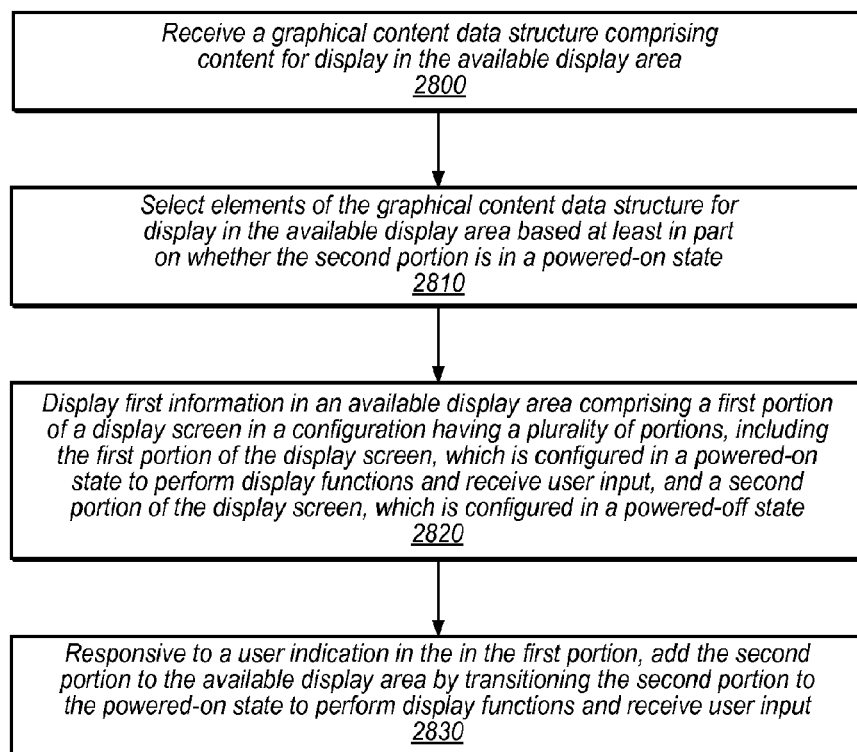 Receive a graphical content data structure comprising
content for display in the available display area
2800
Select elements of the graphical content data structure for
display in the available display area based at least in part
on whether the second portion is in a powered-on state
2810
Display first information in an available display area comprising a first portion
of a display screen in a configuration having a plurality of portions, including
the first portion of the display screen, which is configured in a powered-on
state to perform display functions and receive user input, and a second
portion of the display screen, which is configured in a powered-off state
2820
Responsive to a user indication in the in the first portion, add the second
portion to the available display area by transitioning the second portion to
the powered-on state to perform display functions and receive user input
2830